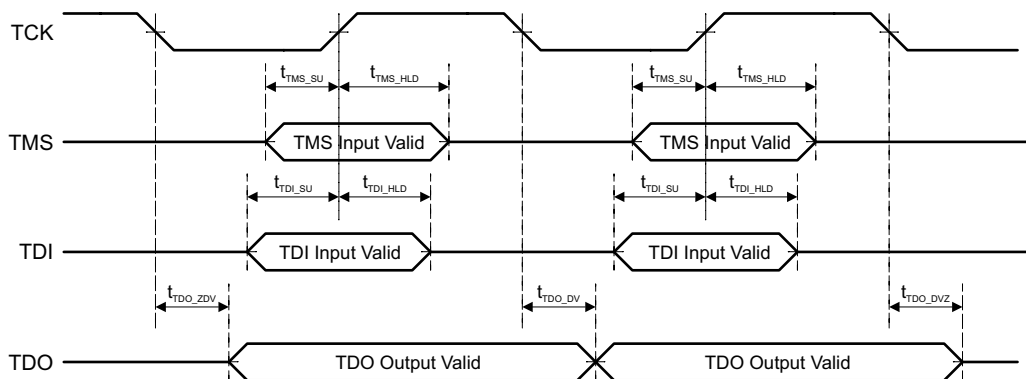 TCK
tTMS_SU tTMS_HLD tTMS_SU tTMS_HLD
TMS TMS Input Valid TMS Input Valid
tTDI_SU tTDI_HLD tTDI_SU tTDI_HLD
TDI TDI Input Valid TDI Input Valid
tTDO_ZDV tTDO_DV tTDO_DVZ
TDO TDO Output Valid TDO Output Valid